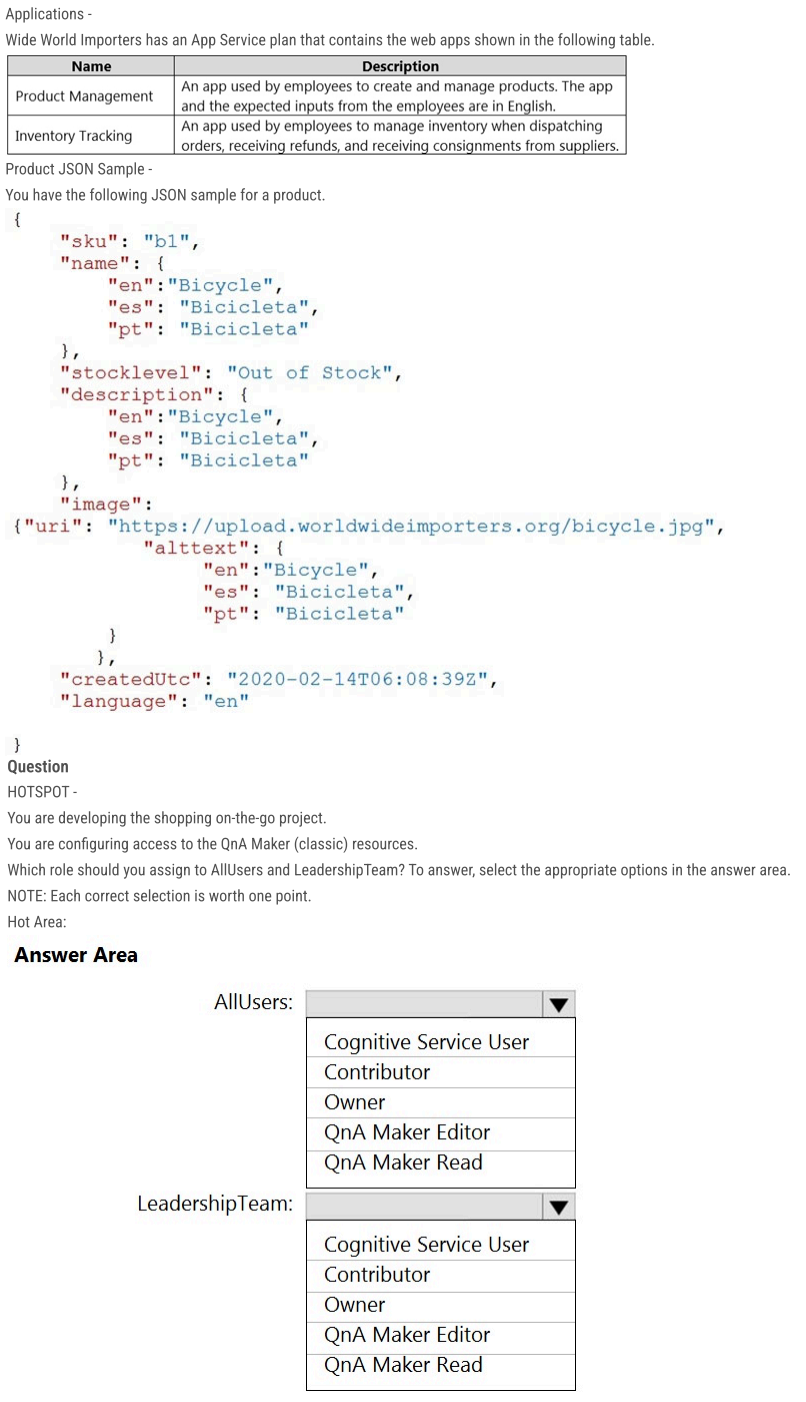 Applications -
Wide World Importers has an App Service plan that contains the web apps shown in the following table.
Name Description
Product Management An app used by employees to create and manage products. The app
and the expected inputs from the employees are in English.
Inventory Tracking An app used by employees to manage inventory when dispatching
orders, receiving refunds, and receiving consignments from suppliers.
Product JSON Sample -
You have the following JSON sample for a product.
{
"sku": "b1",
"name": {
"en":"Bicycle",
"es": "Bicicleta",
"pt": "Bicicleta"
},
"stocklevel": "Out of Stock",
"description": {
"en":"Bicycle",
"es": "Bicicleta",
"pt": "Bicicleta"
},
"image":
{"uri": "https://upload.worldwideimporters.org/bicycle.jpg",
"alttext": {
"en":"Bicycle",
"es": "Bicicleta",
"pt": "Bicicleta"
}
},
"createdUtc": "2020-02-14T06:08:39Z",
"language": "en"
}
Question
HOTSPOT -
You are developing the shopping on-the-go project.
You are configuring access to the QnA Maker (classic) resources.
Which role should you assign to AllUsers and LeadershipTeam? To answer, select the appropriate options in the answer area.
NOTE: Each correct selection is worth one point.
Hot Area:
Answer Area
AllUsers:
Cognitive Service User
Contributor
Owner
QnA Maker Editor
QnA Maker Read
LeadershipTeam:
Cognitive Service User
Contributor
Owner
QnA Maker Editor
QnA Maker Read